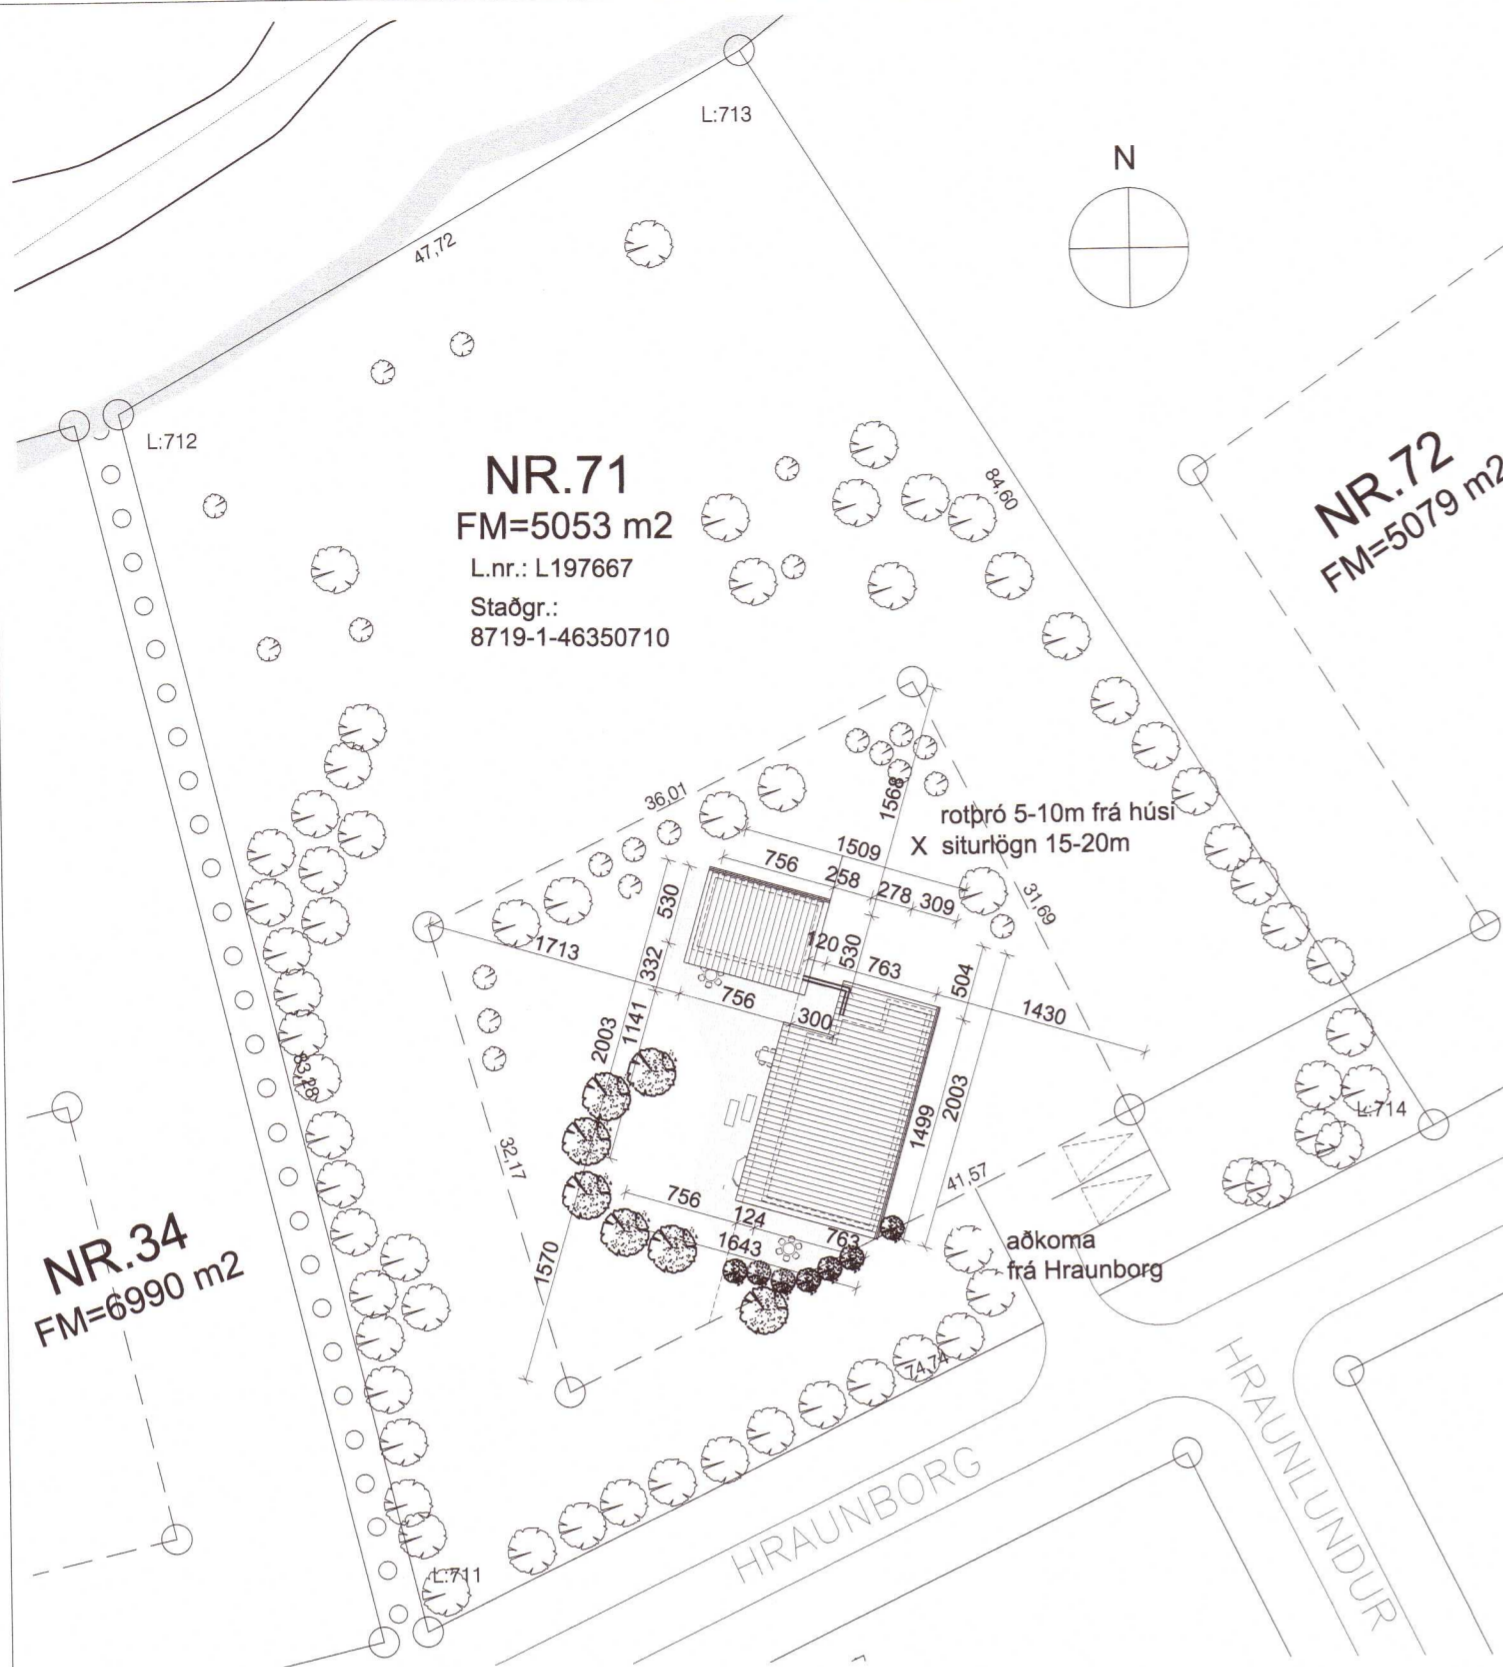 L:713
N
47,72
L:712
NR.71
FM=5053 m2
L.nr.: L197667
Staðgr.:
8719-1-46350710
84,60
NR.72
FM=5079 m2
36,01
1568
rotþró 5-10m frá húsi
X siturlögn 15-20m
31,69
1509
756
258
278
309
530
332
1713
120
530
763
504
756
300
1430
1141
2003
1499
2003
83,28
L:714
32,17
41,57
756
124
763
1643
1570
aðkoma
frá Hraunborg
NR.34
FM=6990 m2
74,74
HRAUNBORG
HRAUNLUNDUR
L:711